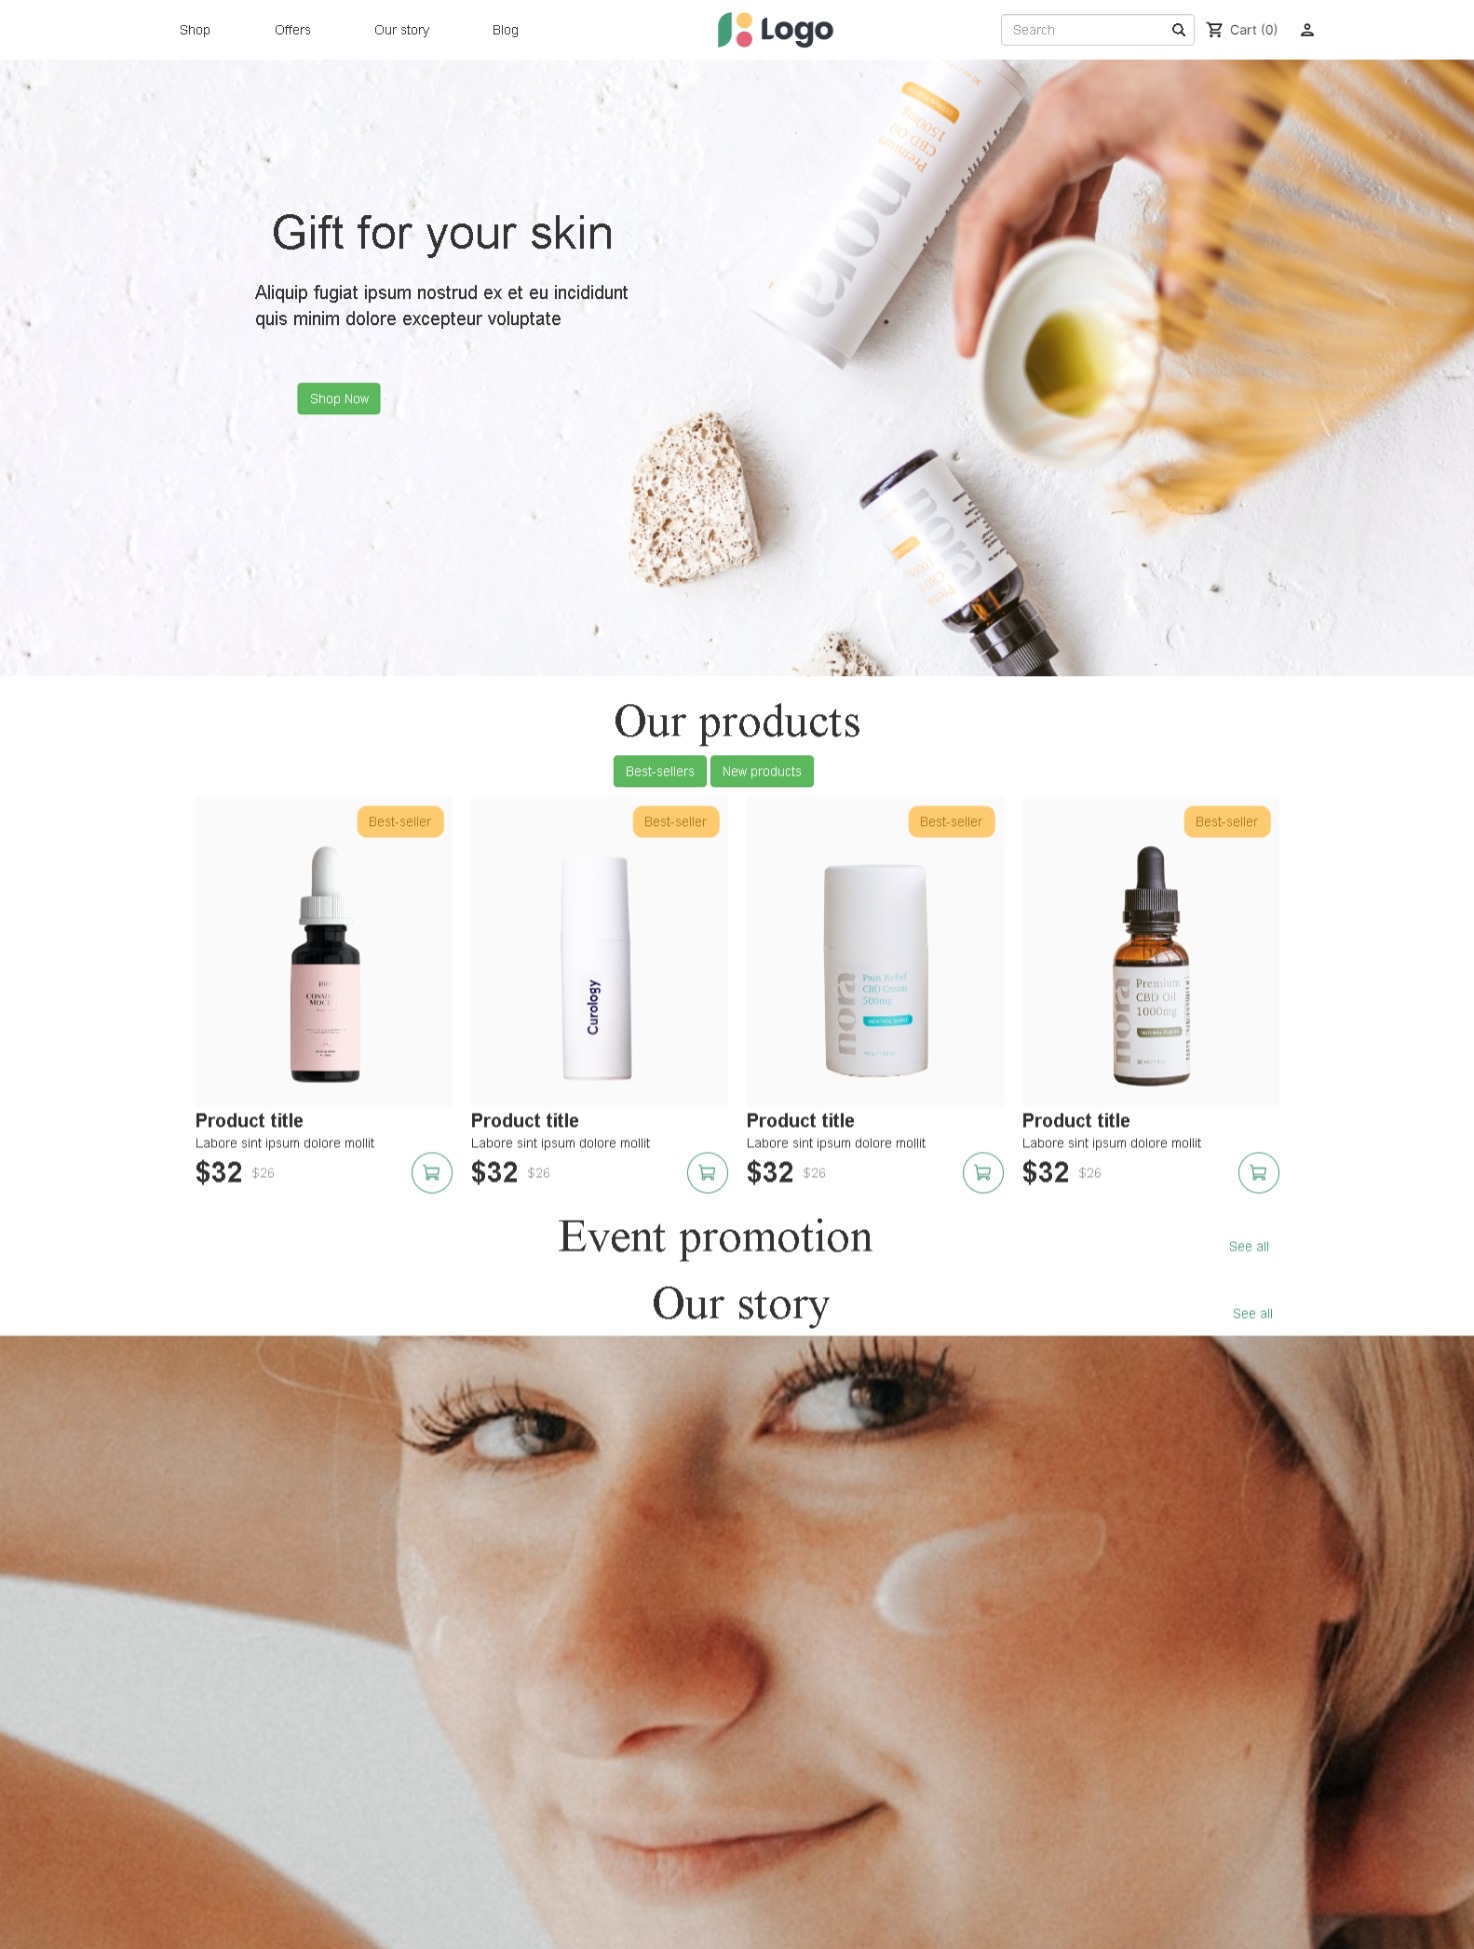 Shop
Offers
Our story
Blog
Logo
Search
Cart (0)
nora
Premium
CBD Oil
1500mg
Gift for your skin
Aliquip fugiat ipsum nostrud ex et eu incididunt
quis minim dolore excepteur voluptate
Shop Now
nora
Our products
Best-sellers
New products
Best-seller
Best-seller
Best-seller
Best-seller
Curology
nora
Pain Relief
CBD Cream
500mg
MENTHOL SCENT
nora
Premium
CBD Oil
1000mg
NATURAL FLAVOR
Product title
Labore sint ipsum dolore mollit
$32 $26
Product title
Labore sint ipsum dolore mollit
$32 $26
Product title
Labore sint ipsum dolore mollit
$32 $26
Product title
Labore sint ipsum dolore mollit
$32 $26
Event promotion
See all
Our story
See all